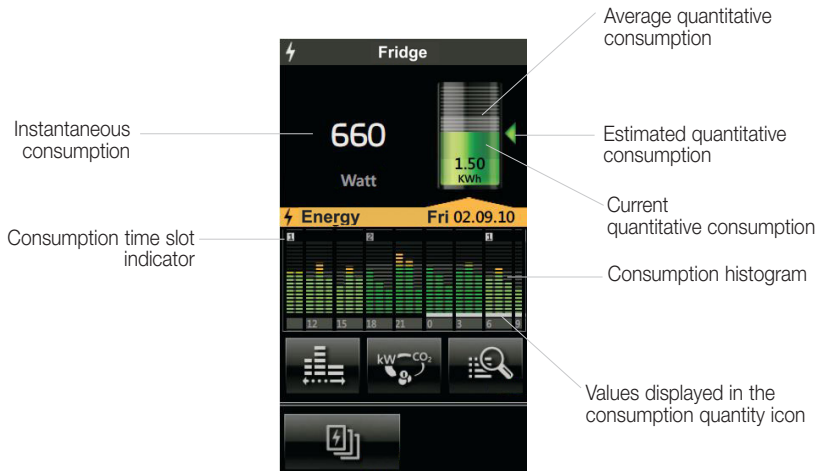 Average quantitative
consumption
Fridge
Instantaneous
consumption
660
Watt
1.50
KWh
Estimated quantitative
consumption
Current
quantitative consumption
Energy
Fri 02.09.10
Consumption time slot
indicator
1 2 1
Consumption histogram
12 15 18 21 0 3 6 9
kW CO2
Values displayed in the
consumption quantity icon